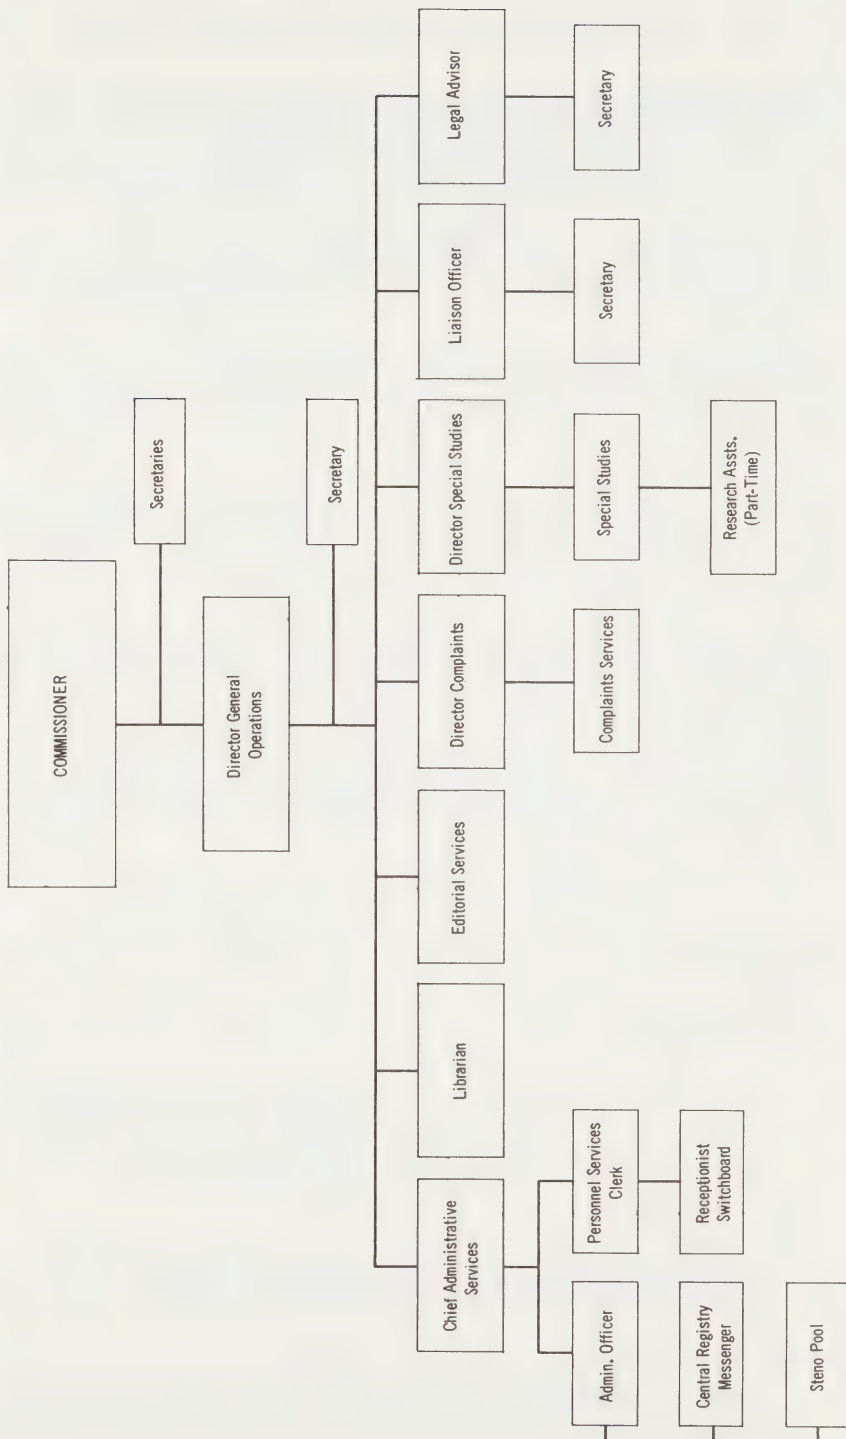 COMMISSIONER
Secretaries
Director General
Operations
Secretary
Chief Administrative
Services
Librarian
Editorial Services
Director Complaints
Director Special Studies
Liaison Officer
Legal Advisor
Admin. Officer
Personnel Services
Clerk
Complaints Services
Special Studies
Secretary
Secretary
Central Registry
Messenger
Receptionist
Switchboard
Research Assts.
(Part-Time)
Steno Pool